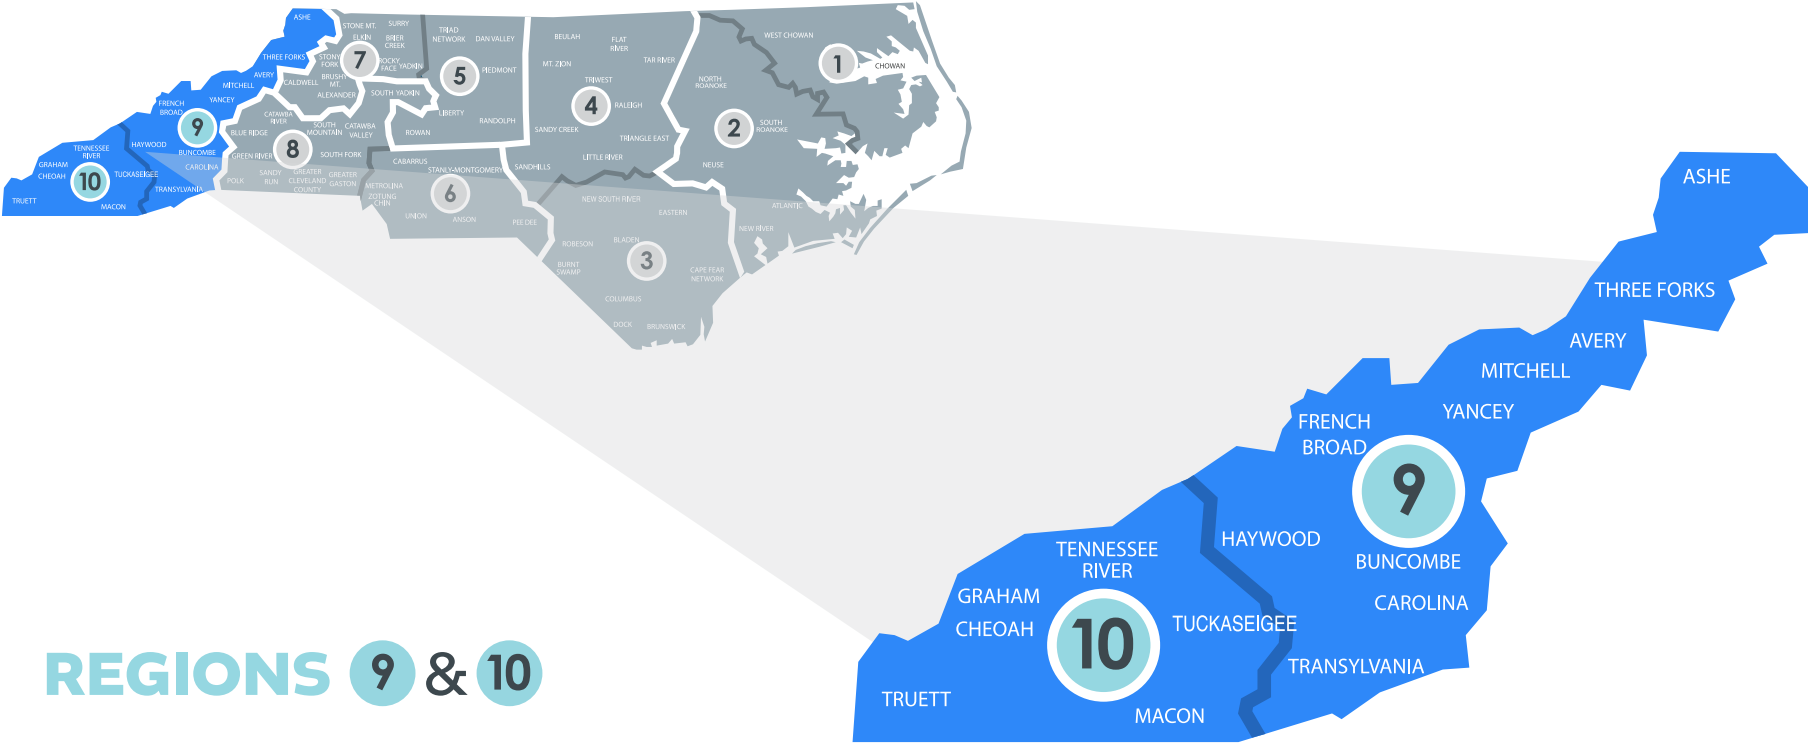 ASHE
STONE MT.
SURRY
ELKIN
BRIER
CREEK
THREE FORKS
STONY
FORK
7
ROCKY
FACE
YADKIN
AVERY
CALDWELL
BRUSHY
MT.
ALEXANDER
MITCHELL
YANCEY
FRENCH
BROAD
9
HAYWOOD
BUNCOMBE
CAROLINA
TRANSYLVANIA
TENNESSEE
RIVER
GRAHAM
CHEOAH
10
TUCKASEIGEE
TRUETT
MACON
CATAWBA
RIVER
BLUE RIDGE
SOUTH
MOUNTAIN
CATAWBA
VALLEY
8
GREEN RIVER
SOUTH FORK
POLK
SANDY
RUN
GREATER
CLEVELAND
COUNTY
GREATER
GASTON
TRIAD
NETWORK
DAN VALLEY
5
PIEDMONT
SOUTH YADKIN
LIBERTY
RANDOLPH
ROWAN
CABARRUS
STANLY-MONTGOMERY
METROLINA
6
ZOTUNG
CHIN
UNION
ANSON
PEE DEE
BEULAH
FLAT
RIVER
MT. ZION
TAR RIVER
TRIWEST
4
RALEIGH
SANDY CREEK
TRIANGLE EAST
LITTLE RIVER
SANDHILLS
NEW SOUTH RIVER
EASTERN
ROBESON
BLADEN
3
BURNT
SWAMP
CAPE FEAR
NETWORK
COLUMBUS
DOCK
BRUNSWICK
WEST CHOWAN
1
CHOWAN
NORTH
ROANOKE
2
SOUTH
ROANOKE
NEUSE
ATLANTIC
NEW RIVER
ASHE
THREE FORKS
AVERY
MITCHELL
YANCEY
FRENCH
BROAD
9
HAYWOOD
BUNCOMBE
CAROLINA
TRANSYLVANIA
TENNESSEE
RIVER
GRAHAM
CHEOAH
10
TUCKASEIGEE
TRUETT
MACON
REGIONS 9 & 10